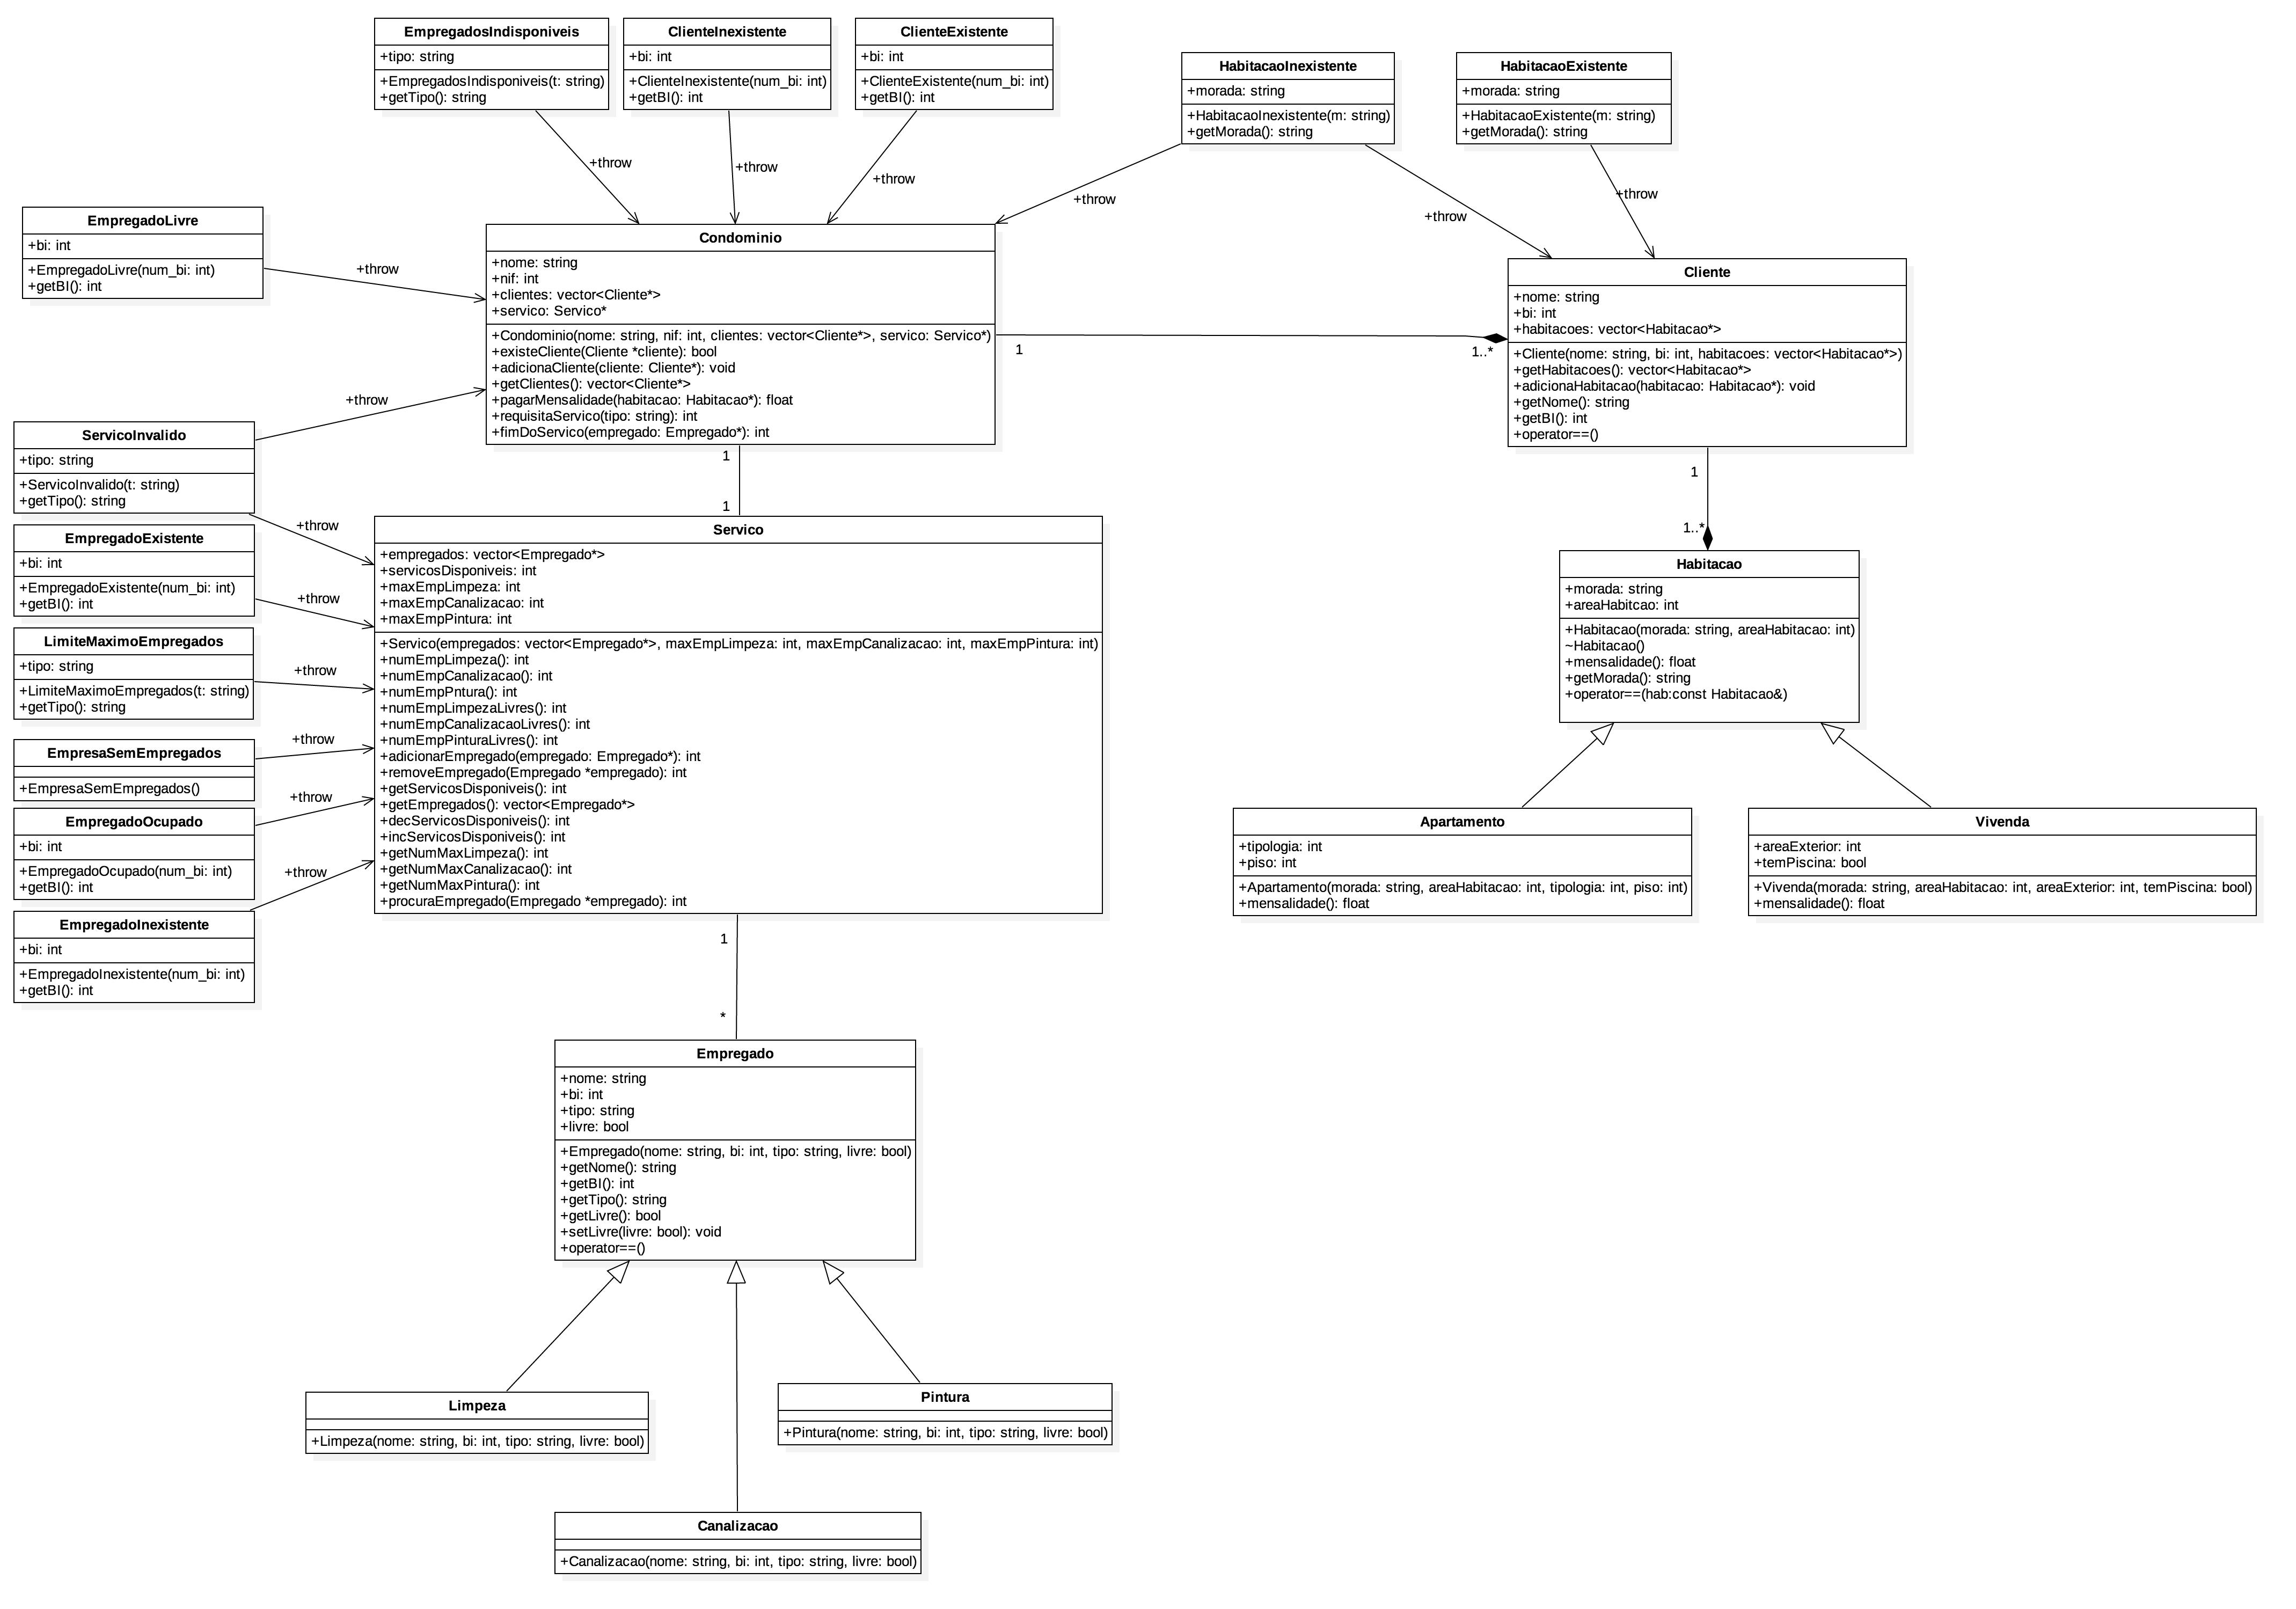 EmpregadosIndisponiveis
+tipo: string
+EmpregadosIndisponiveis(t: string)
+getTipo(): string
ClienteInexistente
+bi: int
+ClienteInexistente(num_bi: int)
+getBI(): int
ClienteExistente
+bi: int
+ClienteExistente(num_bi: int)
+getBI(): int
HabitacaoInexistente
+morada: string
+HabitacaoInexistente(m: string)
+getMorada(): string
HabitacaoExistente
+morada: string
+HabitacaoExistente(m: string)
+getMorada(): string
+throw
+throw
+throw
+throw
+throw
+throw
EmpregadoLivre
+bi: int
+EmpregadoLivre(num_bi: int)
+getBI(): int
+throw
Condominio
+nome: string
+nif: int
+clientes: vector<Cliente*>
+servico: Servico*
+Condominio(nome: string, nif: int, clientes: vector<Cliente*>, servico: Servico*)
+existeCliente(Cliente *cliente): bool
+adicionaCliente(cliente: Cliente*): void
+getClientes(): vector<Cliente*>
+pagarMensalidade(habitacao: Habitacao*): float
+requisitaServico(tipo: string): int
+fimDoServico(empregado: Empregado*): int
1
1..*
Cliente
+nome: string
+bi: int
+habitacoes: vector<Habitacao*>
+Cliente(nome: string, bi: int, habitacoes: vector<Habitacao*>)
+getHabitacoes(): vector<Habitacao*>
+adicionaHabitacao(habitacao: Habitacao*): void
+getNome(): string
+getBI(): int
+operator==()
+throw
ServicoInvalido
+tipo: string
+ServicoInvalido(t: string)
+getTipo(): string
+throw
1
1
1
1..*
EmpregadoExistente
+bi: int
+EmpregadoExistente(num_bi: int)
+getBI(): int
+throw
LimiteMaximoEmpregados
+tipo: string
+LimiteMaximoEmpregados(t: string)
+getTipo(): string
+throw
EmpresaSemEmpregados
+EmpresaSemEmpregados()
+throw
EmpregadoOcupado
+bi: int
+EmpregadoOcupado(num_bi: int)
+getBI(): int
+throw
EmpregadoInexistente
+bi: int
+EmpregadoInexistente(num_bi: int)
+getBI(): int
+throw
Servico
+empregados: vector<Empregado*>
+servicosDisponiveis: int
+maxEmpLimpeza: int
+maxEmpCanalizacao: int
+maxEmpPintura: int
+Servico(empregados: vector<Empregado*>, maxEmpLimpeza: int, maxEmpCanalizacao: int, maxEmpPintura: int)
+numEmpLimpeza(): int
+numEmpCanalizacao(): int
+numEmpPntura(): int
+numEmpLimpezaLivres(): int
+numEmpCanalizacaoLivres(): int
+numEmpPinturaLivres(): int
+adicionarEmpregado(empregado: Empregado*): int
+removeEmpregado(Empregado *empregado): int
+getServicosDisponiveis(): int
+getEmpregados(): vector<Empregado*>
+decServicosDisponiveis(): int
+incServicosDisponiveis(): int
+getNumMaxLimpeza(): int
+getNumMaxCanalizacao(): int
+getNumMaxPintura(): int
+procuraEmpregado(Empregado *empregado): int
Habitacao
+morada: string
+areaHabitcao: int
+Habitacao(morada: string, areaHabitacao: int)
~Habitacao()
+mensalidade(): float
+getMorada(): string
+operator==(hab:const Habitacao&)
Apartamento
+tipologia: int
+piso: int
+Apartamento(morada: string, areaHabitacao: int, tipologia: int, piso: int)
+mensalidade(): float
Vivenda
+areaExterior: int
+temPiscina: bool
+Vivenda(morada: string, areaHabitacao: int, areaExterior: int, temPiscina: bool)
+mensalidade(): float
1
*
Empregado
+nome: string
+bi: int
+tipo: string
+livre: bool
+Empregado(nome: string, bi: int, tipo: string, livre: bool)
+getNome(): string
+getBI(): int
+getTipo(): string
+getLivre(): bool
+setLivre(livre: bool): void
+operator==()
Limpeza
+Limpeza(nome: string, bi: int, tipo: string, livre: bool)
Pintura
+Pintura(nome: string, bi: int, tipo: string, livre: bool)
Canalizacao
+Canalizacao(nome: string, bi: int, tipo: string, livre: bool)